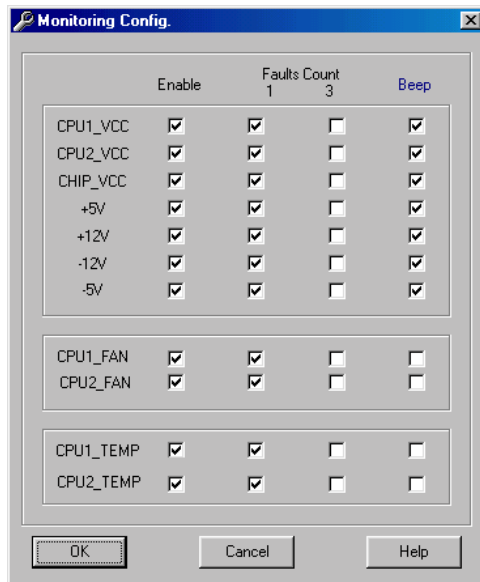 Monitoring Config.
Enable Faults Count Beep
1 3
CPU1_VCC
CPU2_VCC
CHIP_VCC
+5V
+12V
-12V
-5V
CPU1_FAN
CPU2_FAN
CPU1_TEMP
CPU2_TEMP
OK Cancel Help